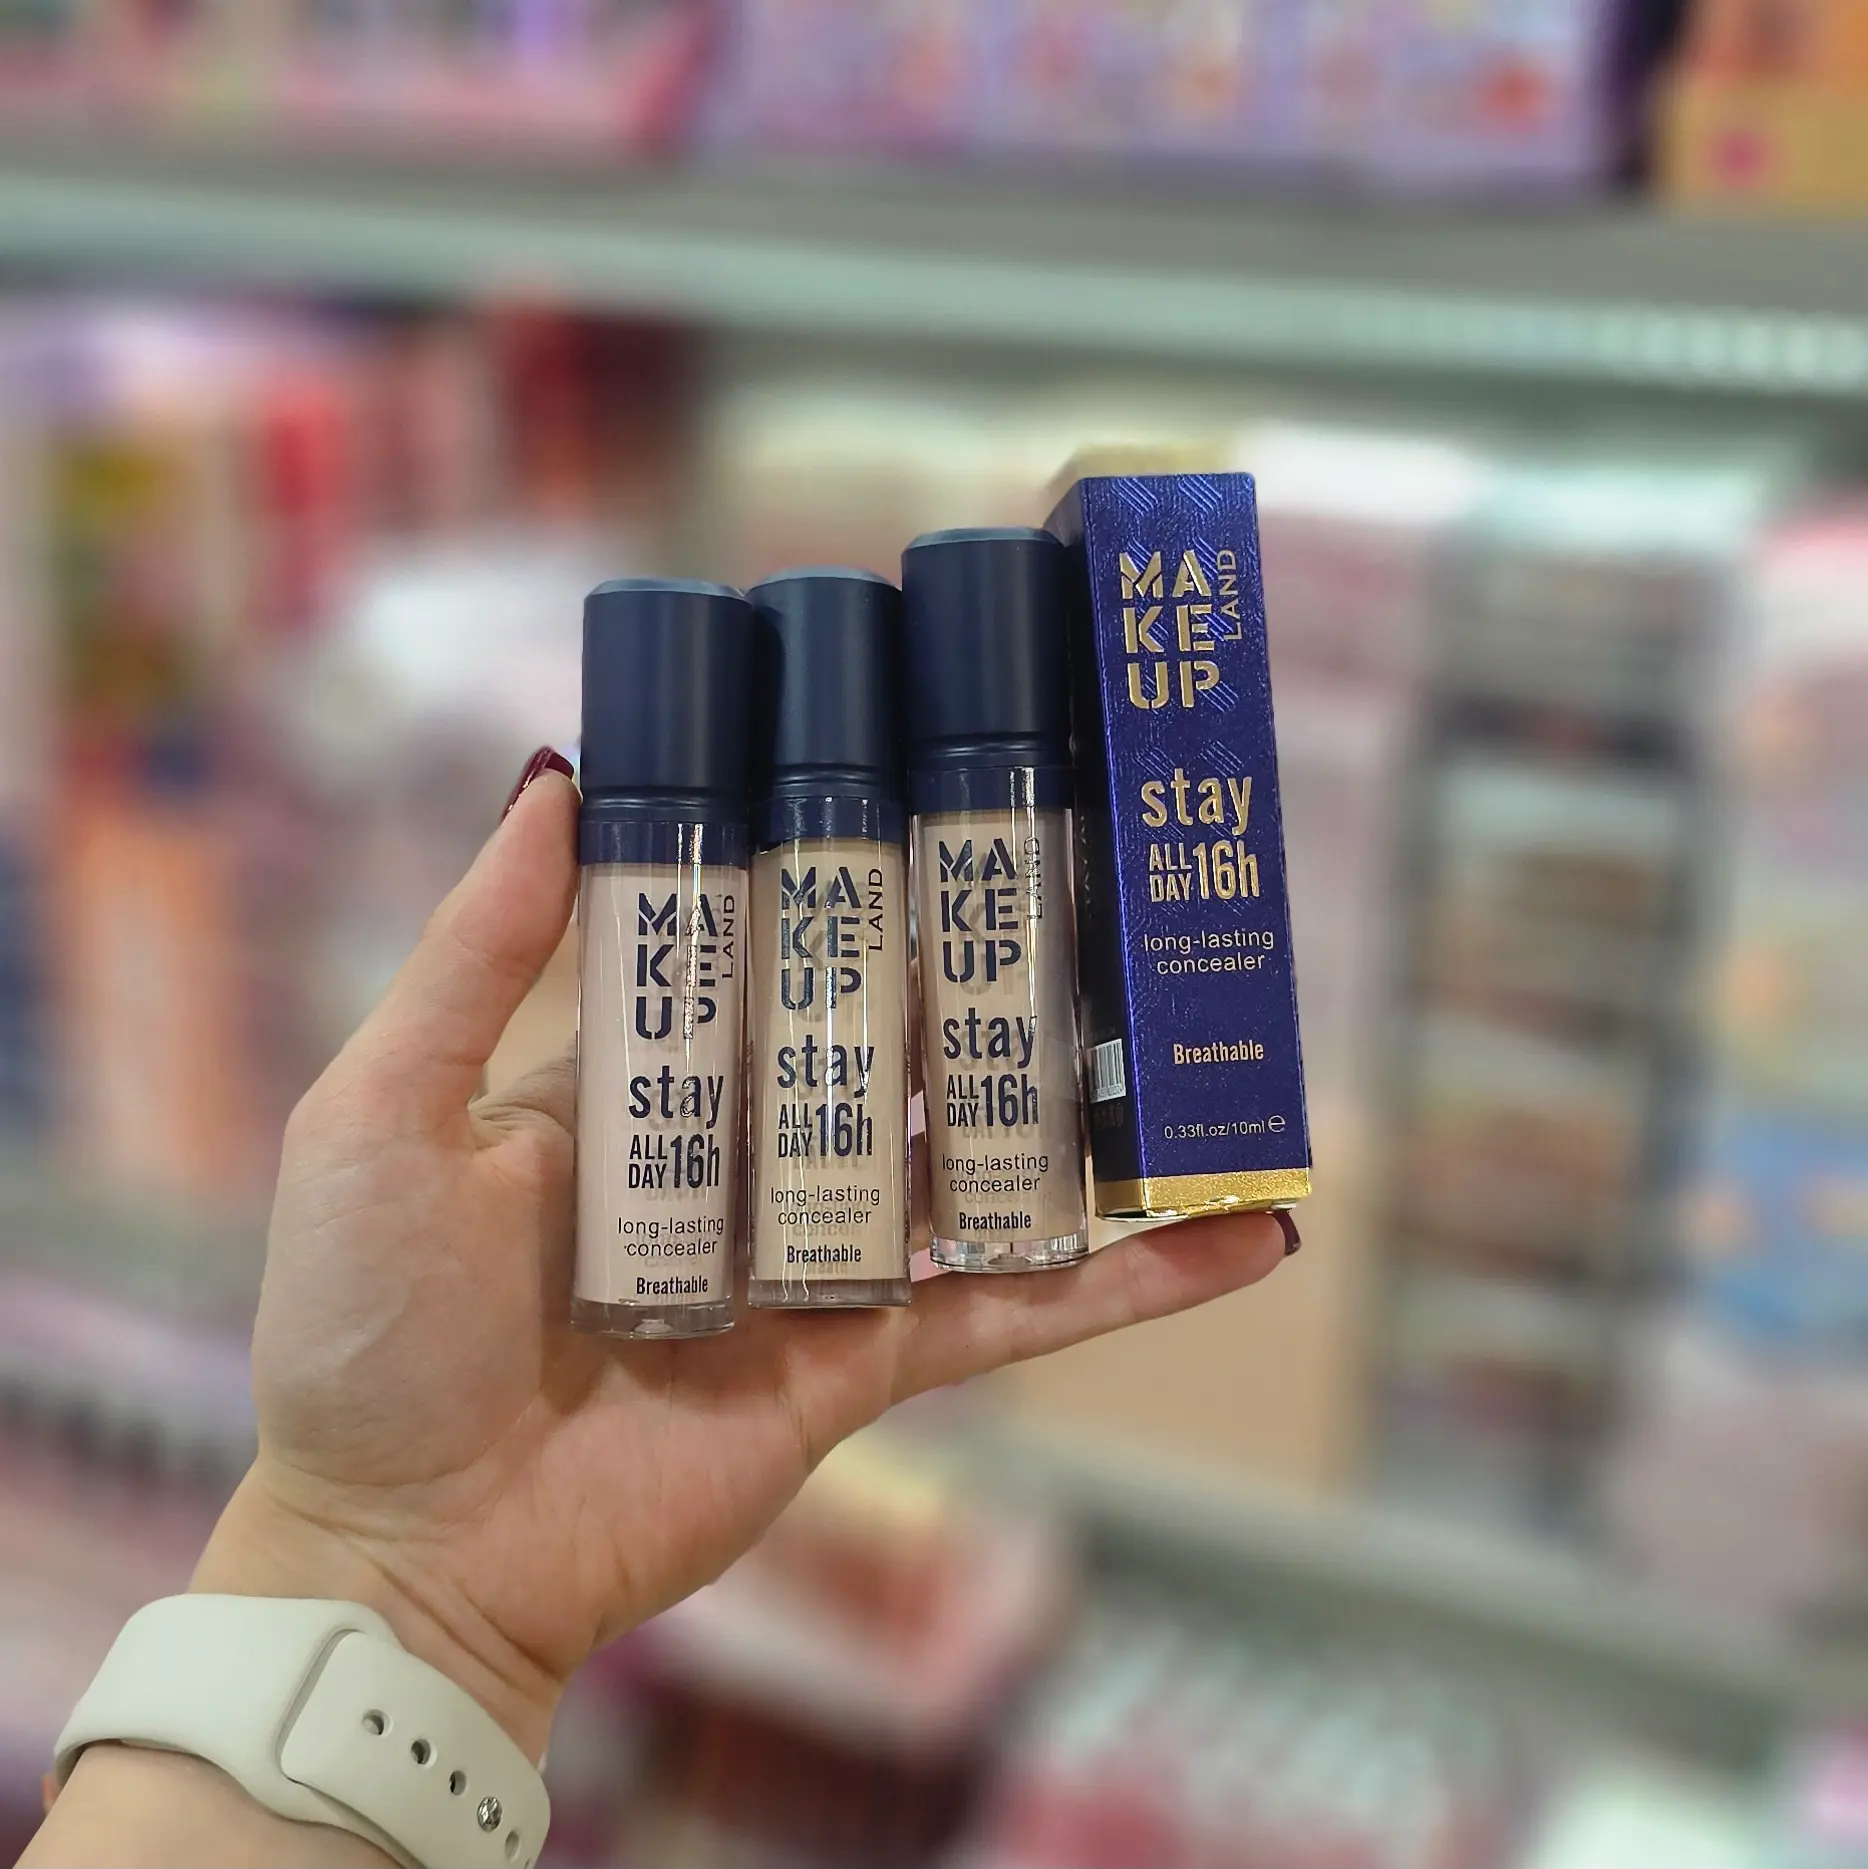 MA
KE
UP
LAND
stay
ALL
DAY 16h
long-lasting
concealer
Breathable
MA
KE
UP
LAND
stay
ALL
DAY 16h
long-lasting
concealer
Breathable
MA
KE
UP
LAND
stay
ALL
DAY 16h
long-lasting
concealer
Breathable
MA
KE
UP
LAND
stay
ALL
DAY 16h
long-lasting
concealer
Breathable
0.33fl.oz/10ml ℮